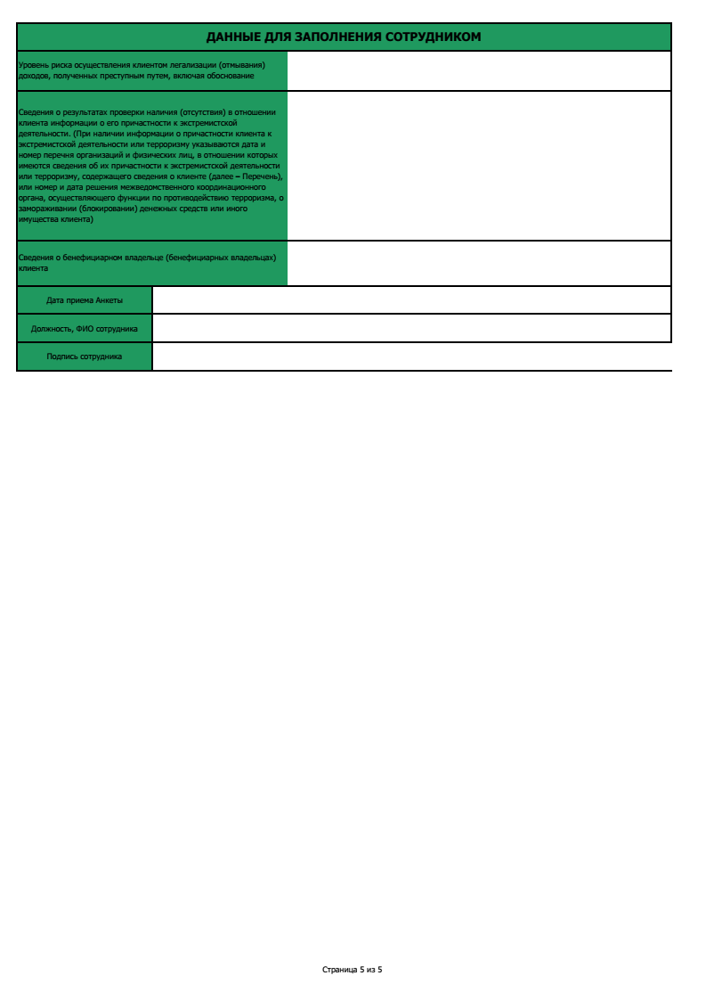 ДАННЫЕ ДЛЯ ЗАПОЛНЕНИЯ СОТРУДНИКОМ
Уровень риска осуществления клиентом легализации (отмывания)
доходов, полученных преступным путем, включая обоснование
Сведения о результатах проверки наличия (отсутствия) в отношении
клиента информации о его причастности к экстремистской
деятельности. (При наличии информации о причастности клиента к
экстремистской деятельности или терроризму указываются дата и
номер перечня организаций и физических лиц, в отношении которых
имеются сведения об их причастности к экстремистской деятельности
или терроризму, содержащего сведения о клиенте (далее – Перечень),
или номер и дата решения межведомственного координационного
органа, осуществляющего функции по противодействию терроризма, о
замораживании (блокировании) денежных средств или иного
имущества клиента)
Сведения о бенефициарном владельце (бенефициарных владельцах)
клиента
Дата приема Анкеты
Должность, ФИО сотрудника
Подпись сотрудника
Страница 5 из 5